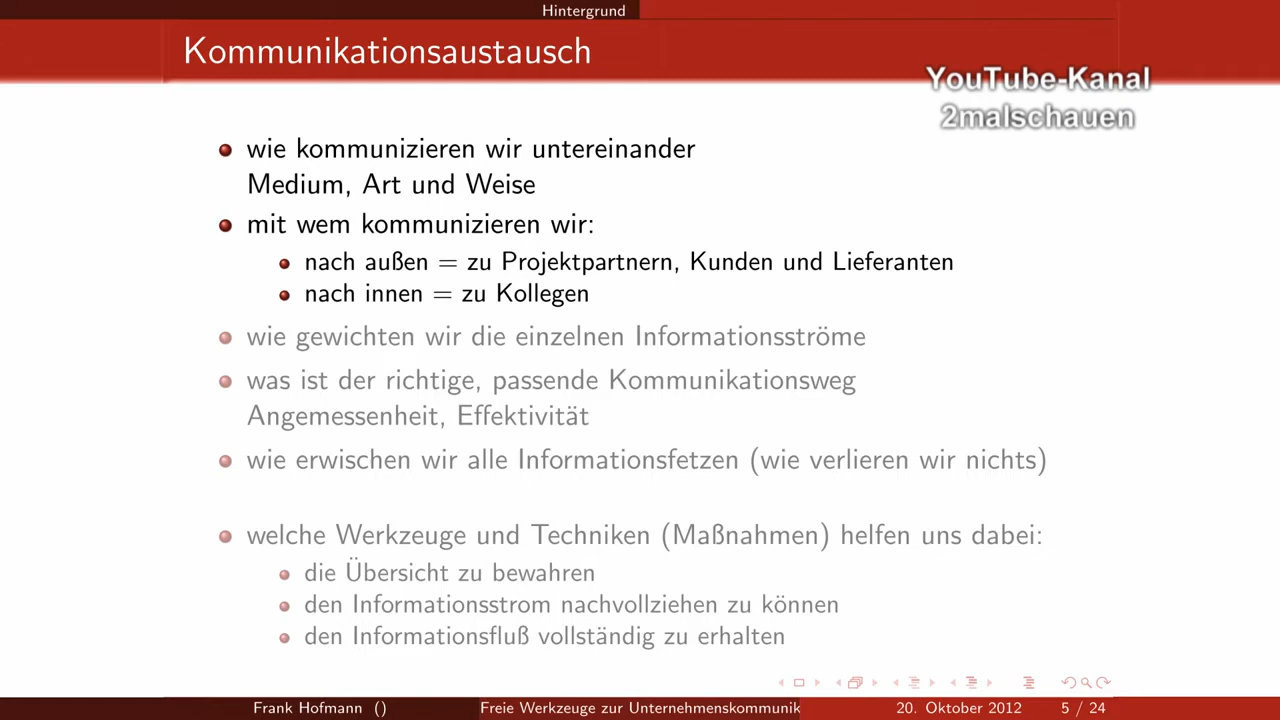 Hintergrund
Kommunikationsaustausch
YouTube-Kanal
2malschauen
wie kommunizieren wir untereinander
Medium, Art und Weise
mit wem kommunizieren wir:
nach außen = zu Projektpartnern, Kunden und Lieferanten
nach innen = zu Kollegen
wie gewichten wir die einzelnen Informationsströme
was ist der richtige, passende Kommunikationsweg
Angemessenheit, Effektivität
wie erwischen wir alle Informationsfetzen (wie verlieren wir nichts)
welche Werkzeuge und Techniken (Maßnahmen) helfen uns dabei:
die Übersicht zu bewahren
den Informationsstrom nachvollziehen zu können
den Informationsfluß vollständig zu erhalten
Frank Hofmann () Freie Werkzeuge zur Unternehmenskommunik 20. Oktober 2012 5 / 24